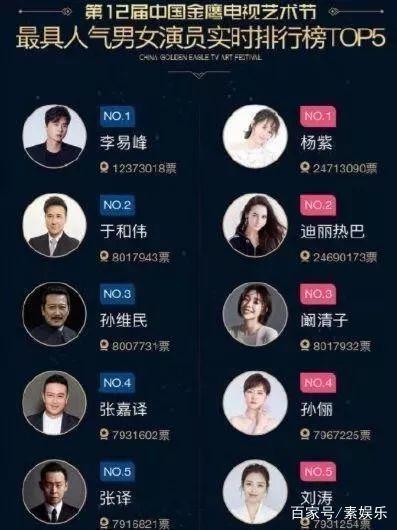 第12届中国金鹰电视艺术节
最具人气男女演员实时排行榜TOP5
CHINA GOLDEN EAGLE TV ART FESTIVAL
NO.1
李易峰
12373018票
NO.1
杨紫
24713090票
NO.2
于和伟
8017943票
NO.2
迪丽热巴
24690173票
NO.3
孙维民
8007731票
NO.3
阚清子
8017932票
NO.4
张嘉译
7931602票
NO.4
孙俪
7967225票
NO.5
张译
7916821票
NO.5
刘涛
7931254票
百家号/素娱乐